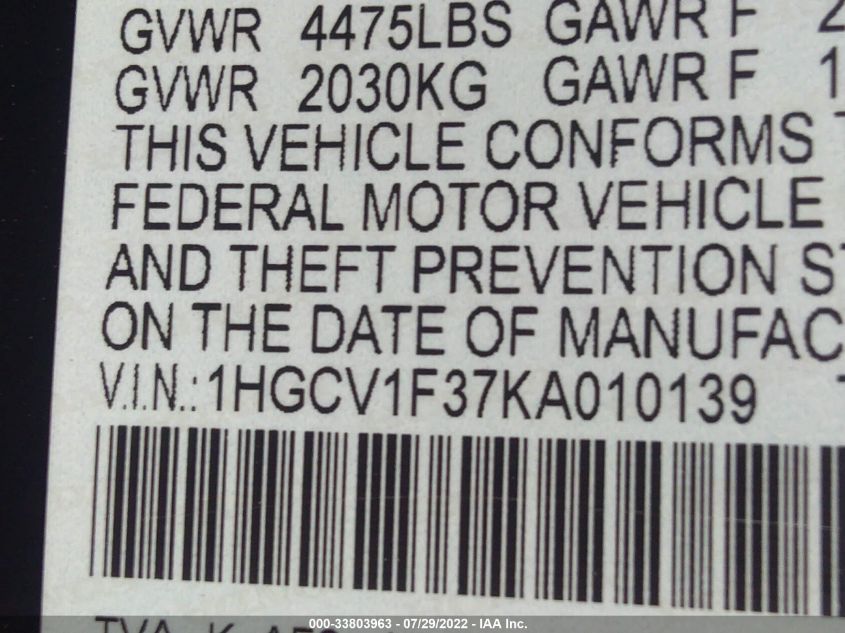 GVWR 4475LBS GAWR F
GVWR 2030KG GAWR F 1
THIS VEHICLE CONFORMS
FEDERAL MOTOR VEHICLE
AND THEFT PREVENTION
ON THE DATE OF MANUFAC
V.I.N.: 1HGCV1F37KA010139
000-33803963 / 07/29/2022 - IAA Inc.